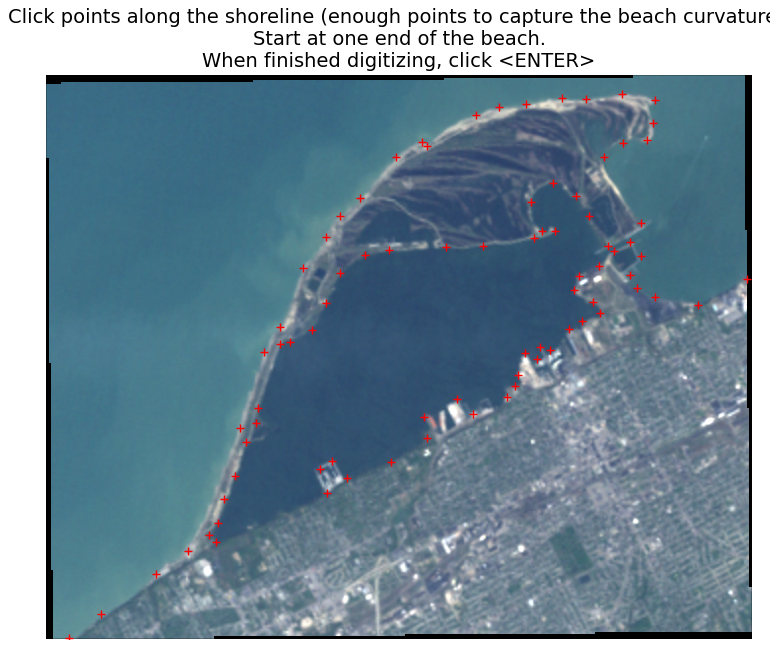 Click points along the shoreline (enough points to capture the beach curvature
Start at one end of the beach.
When finished digitizing, click <ENTER>